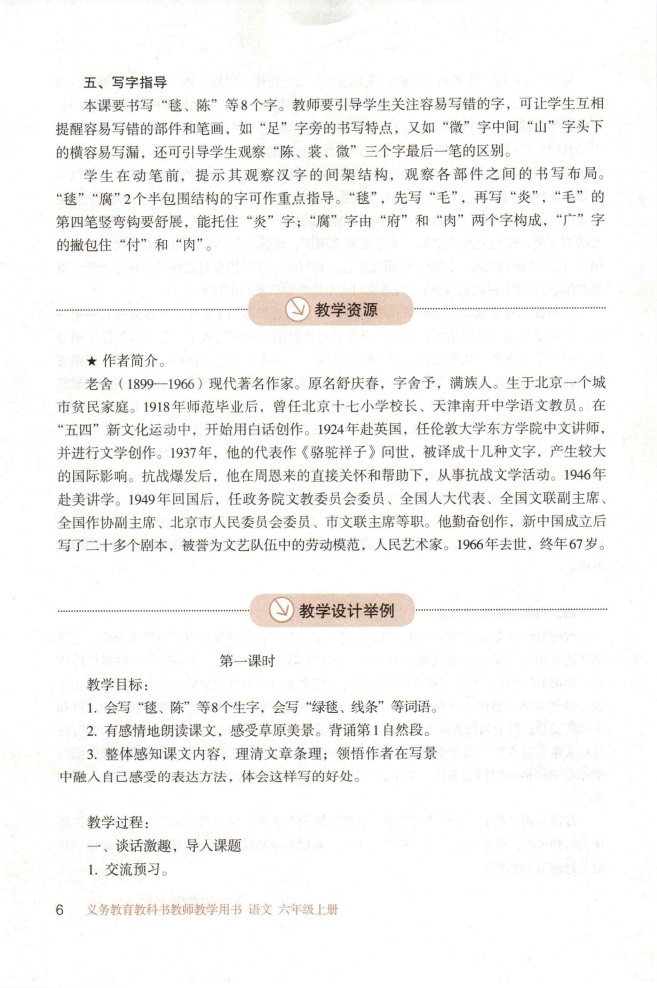 五、写字指导
本课要书写“毯、陈”等8个字。教师要引导学生关注容易写错的字，可让学生互相
提醒容易写错的部件和笔画，如“足”字旁的书写特点，又如“微”字中间“山”字头下
的横容易写漏，还可引导学生观察“陈、裳、微”三个字最后一笔的区别。
学生在动笔前，提示其观察汉字的间架结构，观察各部件之间的书写布局。
“毯”“腐”2个半包围结构的字可作重点指导。“毯”，先写“毛”，再写“炎”，“毛”的
第四笔竖弯钩要舒展，能托住“炎”字；“腐”字由“府”和“肉”两个字构成，“广”字
的撇包住“付”和“肉”。
教学资源
★ 作者简介。
老舍（1899—1966）现代著名作家。原名舒庆春，字舍予，满族人。生于北京一个城
市贫民家庭。1918年师范毕业后，曾任北京十七小学校长、天津南开中学语文教员。在
“五四”新文化运动中，开始用白话创作。1924年赴英国，任伦敦大学东方学院中文讲师，
并进行文学创作。1937年，他的代表作《骆驼祥子》问世，被译成十几种文字，产生较大
的国际影响。抗战爆发后，他在周恩来的直接关怀和帮助下，从事抗战文学活动。1946年
赴美讲学。1949年回国后，任政务院文教委员会委员、全国人大代表、全国文联副主席、
全国作协副主席、北京市人民委员会委员、市文联主席等职。他勤奋创作，新中国成立后
写了二十多个剧本，被誉为文艺队伍中的劳动模范，人民艺术家。1966年去世，终年67岁。
教学设计举例
第一课时
教学目标：
1. 会写“毯、陈”等8个生字，会写“绿毯、线条”等词语。
2. 有感情地朗读课文，感受草原美景。背诵第1自然段。
3. 整体感知课文内容，理清文章条理；领悟作者在写景
中融入自己感受的表达方法，体会这样写的好处。
教学过程：
一、谈话激趣，导入课题
1. 交流预习。
6 义务教育教科书教师教学用书 语文 六年级上册